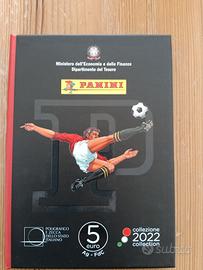 Ministero dell'Economia e delle Finanze
Dipartimento del Tesoro
PANINI
POLIGRAFICO
E ZECCA
DELLO STATO
ITALIANO
5
euro
Ag - FdC
collezione
2022
collection
subito